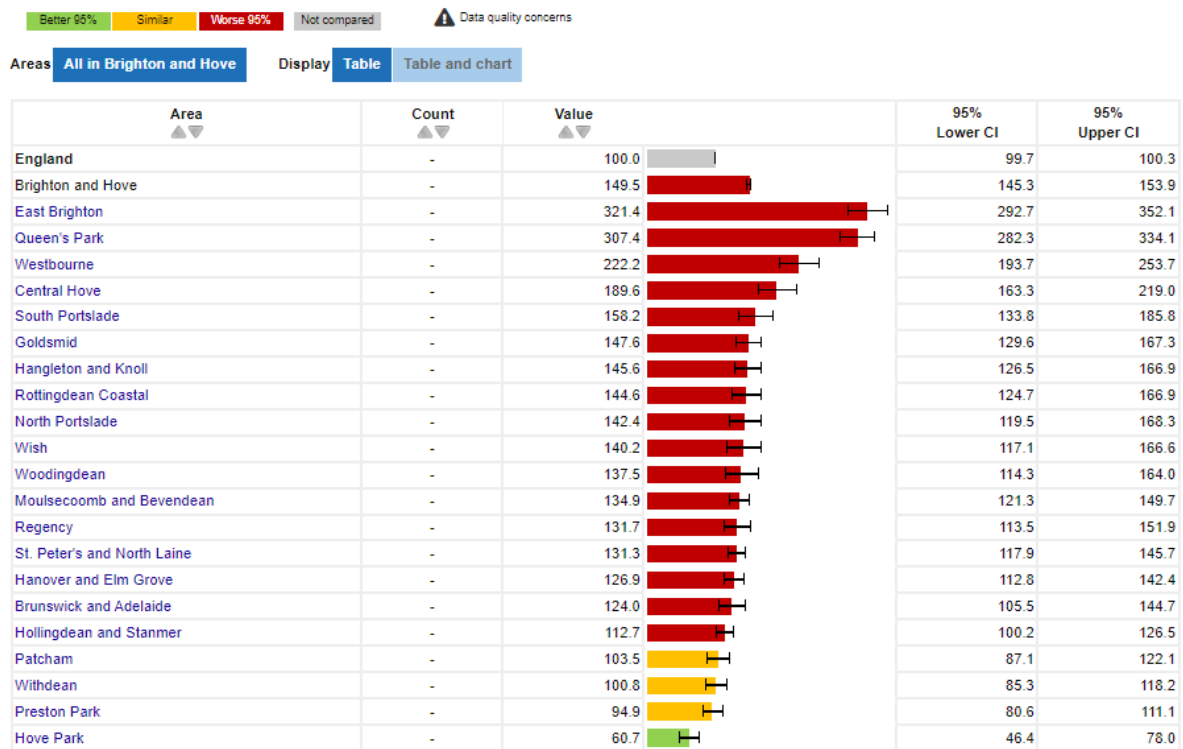 Better 95% Similar Worse 95% Not compared Data quality concerns
Areas All in Brighton and Hove Display Table Table and chart
Area Count Value 95% Lower CI 95% Upper CI
England - 100.0 99.7 100.3
Brighton and Hove - 149.5 145.3 153.9
East Brighton - 321.4 292.7 352.1
Queen's Park - 307.4 282.3 334.1
Westbourne - 222.2 193.7 253.7
Central Hove - 189.6 163.3 219.0
South Portslade - 158.2 133.8 185.8
Goldsmid - 147.6 129.6 167.3
Hangleton and Knoll - 145.6 126.5 166.9
Rottingdean Coastal - 144.6 124.7 166.9
North Portslade - 142.4 119.5 168.3
Wish - 140.2 117.1 166.6
Woodingdean - 137.5 114.3 164.0
Moulsecoomb and Bevendean - 134.9 121.3 149.7
Regency - 131.7 113.5 151.9
St. Peter's and North Laine - 131.3 117.9 145.7
Hanover and Elm Grove - 126.9 112.8 142.4
Brunswick and Adelaide - 124.0 105.5 144.7
Hollingdean and Stanmer - 112.7 100.2 126.5
Patcham - 103.5 87.1 122.1
Withdean - 100.8 85.3 118.2
Preston Park - 94.9 80.6 111.1
Hove Park - 60.7 46.4 78.0